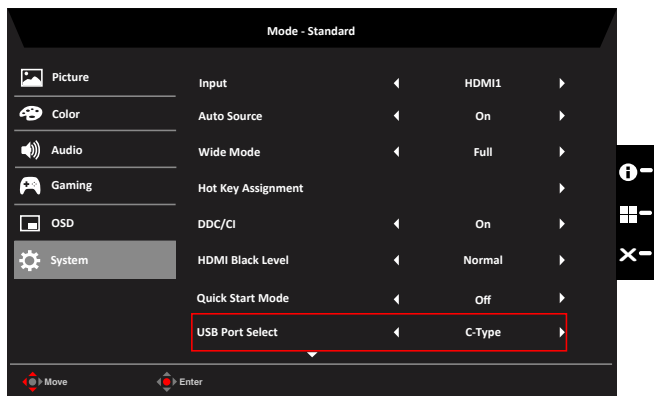 Mode - Standard
Picture
Color
Audio
Gaming
OSD
System
Input HDMI1
Auto Source On
Wide Mode Full
Hot Key Assignment
DDC/CI On
HDMI Black Level Normal
Quick Start Mode Off
USB Port Select C-Type
Move Enter